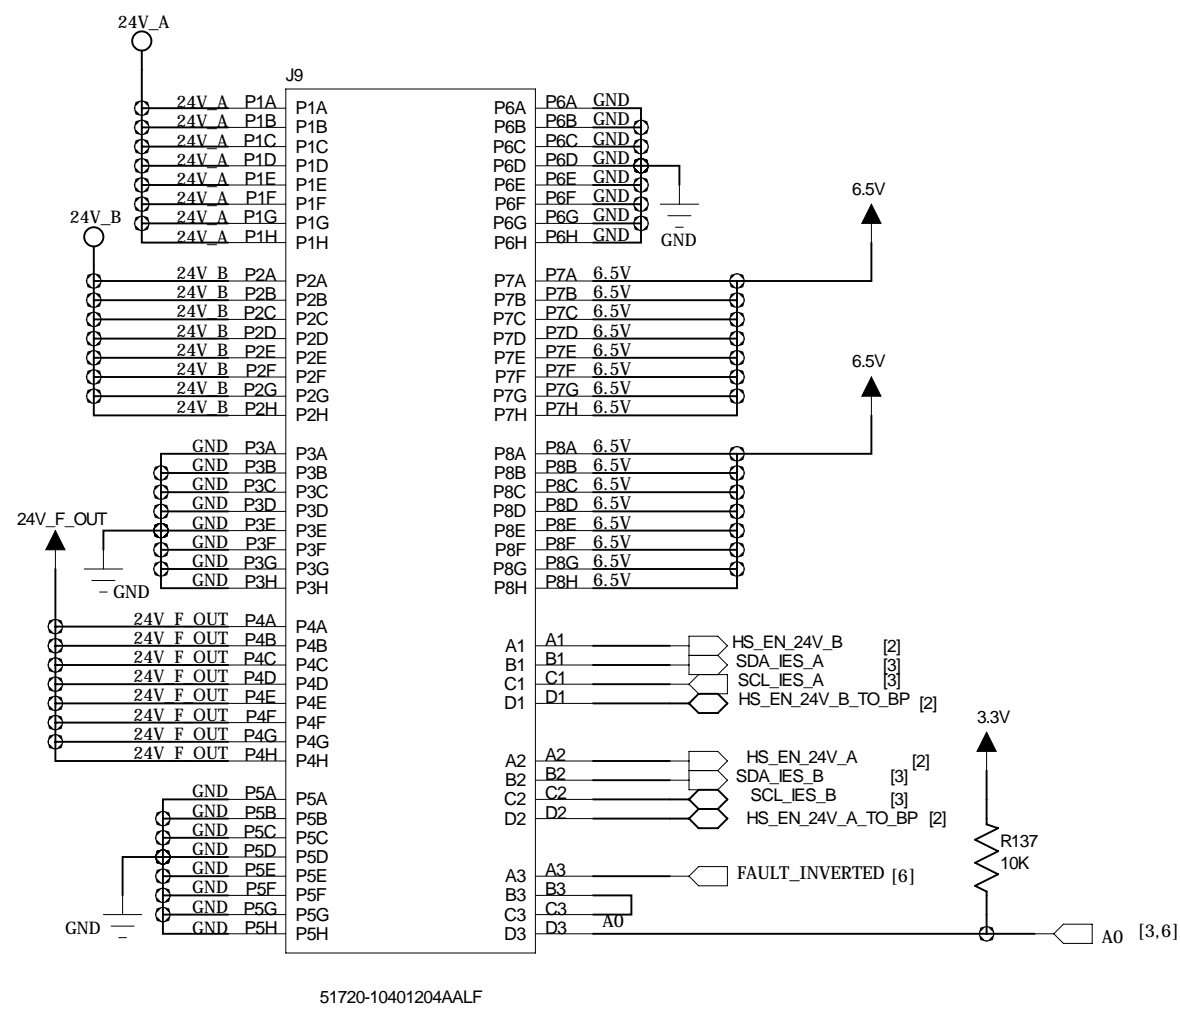 24V_A
J9
24V_A P1A P1A P6A P6A GND
24V_A P1B P1B P6B P6B GND
24V_A P1C P1C P6C P6C GND
24V_A P1D P1D P6D P6D GND
24V_A P1E P1E P6E P6E GND
24V_A P1F P1F P6F P6F GND
24V_A P1G P1G P6G P6G GND
24V_A P1H P1H P6H P6H GND
24V_B
GND
6.5V
24V_B P2A P2A P7A P7A 6.5V
24V_B P2B P2B P7B P7B 6.5V
24V_B P2C P2C P7C P7C 6.5V
24V_B P2D P2D P7D P7D 6.5V
24V_B P2E P2E P7E P7E 6.5V
24V_B P2F P2F P7F P7F 6.5V
24V_B P2G P2G P7G P7G 6.5V
24V_B P2H P2H P7H P7H 6.5V
6.5V
GND P3A P3A P8A P8A 6.5V
GND P3B P3B P8B P8B 6.5V
GND P3C P3C P8C P8C 6.5V
GND P3D P3D P8D P8D 6.5V
GND P3E P3E P8E P8E 6.5V
GND P3F P3F P8F P8F 6.5V
GND P3G P3G P8G P8G 6.5V
GND P3H P3H P8H P8H 6.5V
24V_F_OUT
GND
24V_F_OUT P4A P4A
24V_F_OUT P4B P4B A1 A1 HS_EN_24V_B [2]
24V_F_OUT P4C P4C B1 B1 SDA_IES_A [3]
24V_F_OUT P4D P4D C1 C1 SCL_IES_A [3]
24V_F_OUT P4E P4E D1 D1 HS_EN_24V_B_TO_BP [2]
24V_F_OUT P4F P4F
24V_F_OUT P4G P4G
24V_F_OUT P4H P4H A2 A2 HS_EN_24V_A [2]
B2 B2 SDA_IES_B [3]
GND P5A P5A C2 C2 SCL_IES_B [3]
GND P5B P5B D2 D2 HS_EN_24V_A_TO_BP [2]
GND P5C P5C
GND P5D P5D
GND P5E P5E A3 A3 FAULT_INVERTED [6]
GND P5F P5F B3 B3
GND P5G P5G C3 C3 A0
GND P5H P5H D3 D3 A0 [3,6]
GND
3.3V
R137
10K
51720-10401204AALF